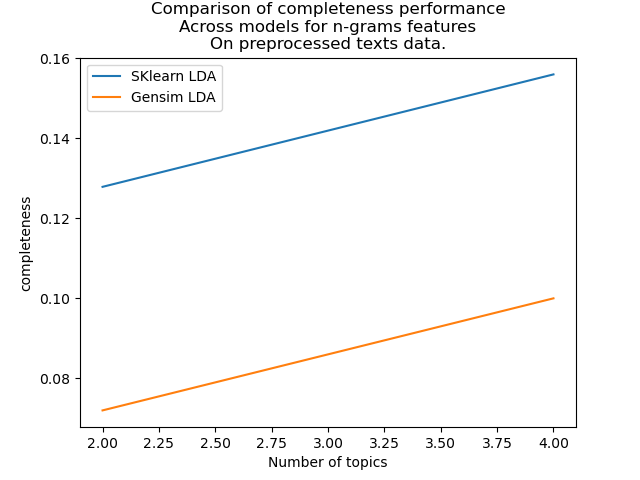 Comparison of completeness performance
Across models for n-grams features
On preprocessed texts data.
0.16
0.14
0.12
0.10
0.08
completeness
SKlearn LDA
Gensim LDA
2.00 2.25 2.50 2.75 3.00 3.25 3.50 3.75 4.00
Number of topics